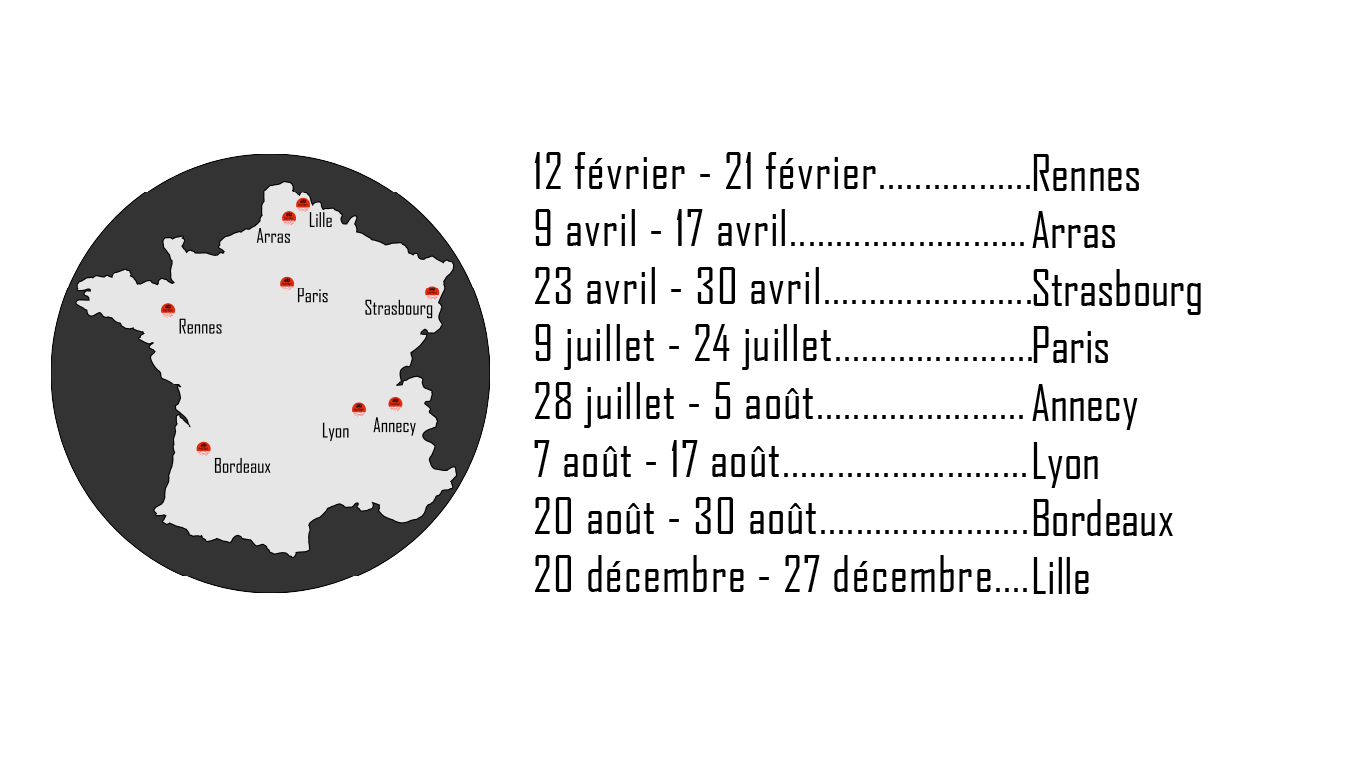 Lille
Arras
Paris
Strasbourg
Rennes
Lyon
Annecy
Bordeaux
12 février - 21 février.................Rennes
9 avril - 17 avril.......................... Arras
23 avril - 30 avril.......................Strasbourg
9 juillet - 24 juillet......................Paris
28 juillet - 5 août....................... Annecy
7 août - 17 août...........................Lyon
20 août - 30 août.......................Bordeaux
20 décembre - 27 décembre....Lille